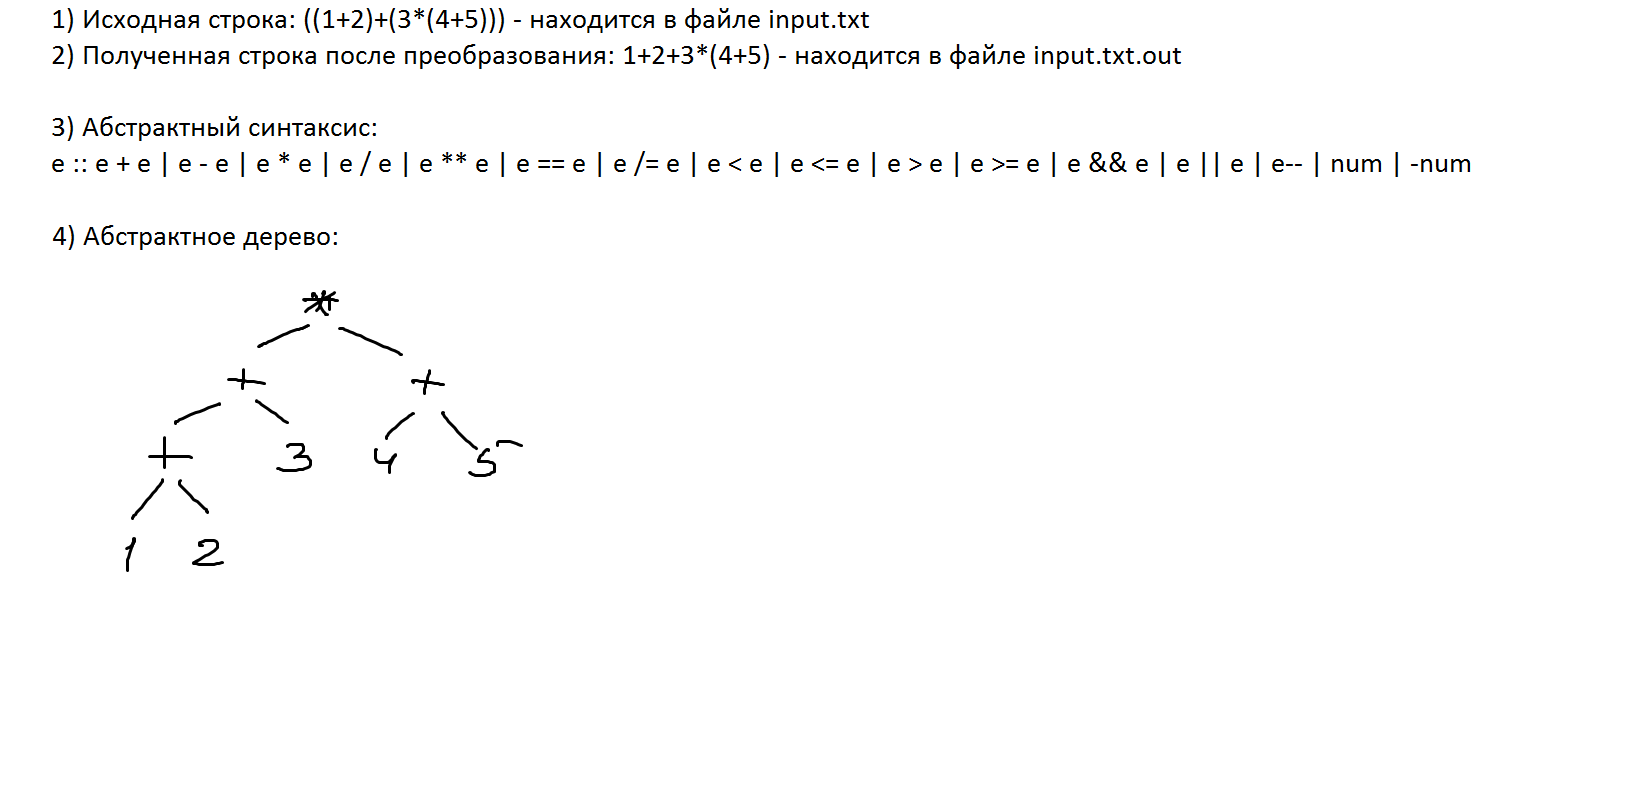 1) Исходная строка: ((1+2)+(3*(4+5))) - находится в файле input.txt
2) Полученная строка после преобразования: 1+2+3*(4+5) - находится в файле input.txt.out
3) Абстрактный синтаксис:
e :: e + e | e - e | e * e | e / e | e ** e | e == e | e /= e | e < e | e <= e | e > e | e >= e | e && e | e || e | e-- | num | -num
4) Абстрактное дерево:
*
+ +
+ 3 4 5
1 2